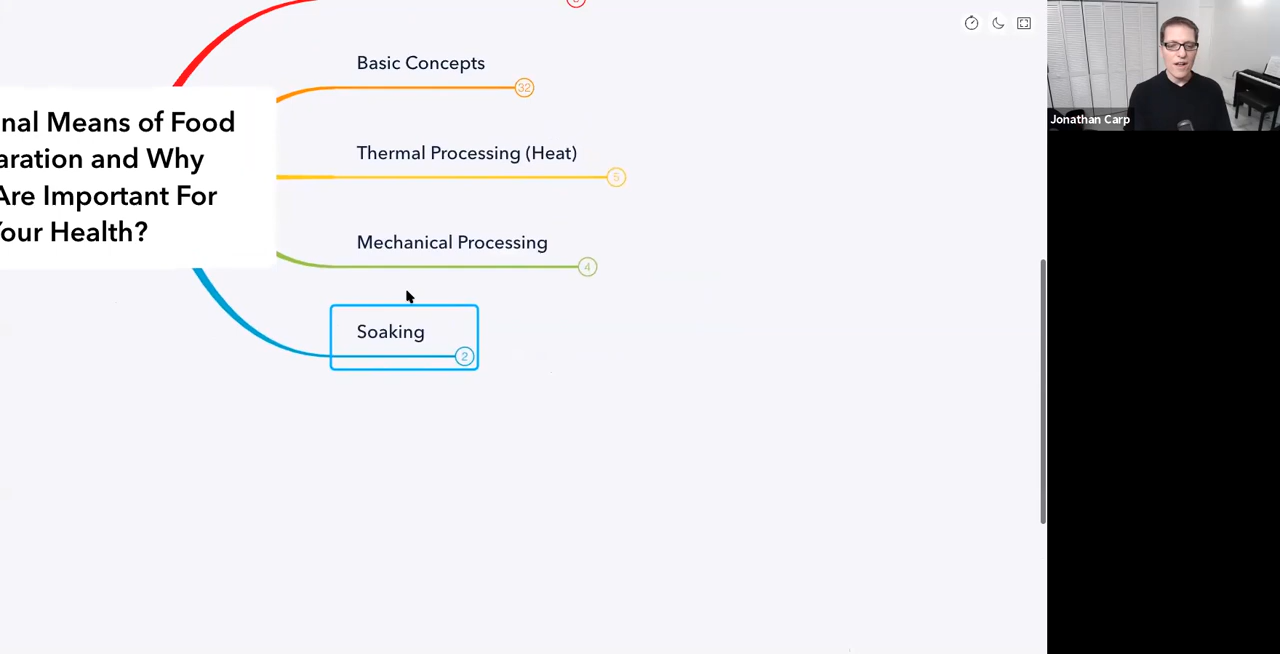 Basic Concepts
32
nal Means of Food
aration and Why
Are Important For
our Health?
Thermal Processing (Heat)
5
Mechanical Processing
4
Soaking
2
Jonathan Carp